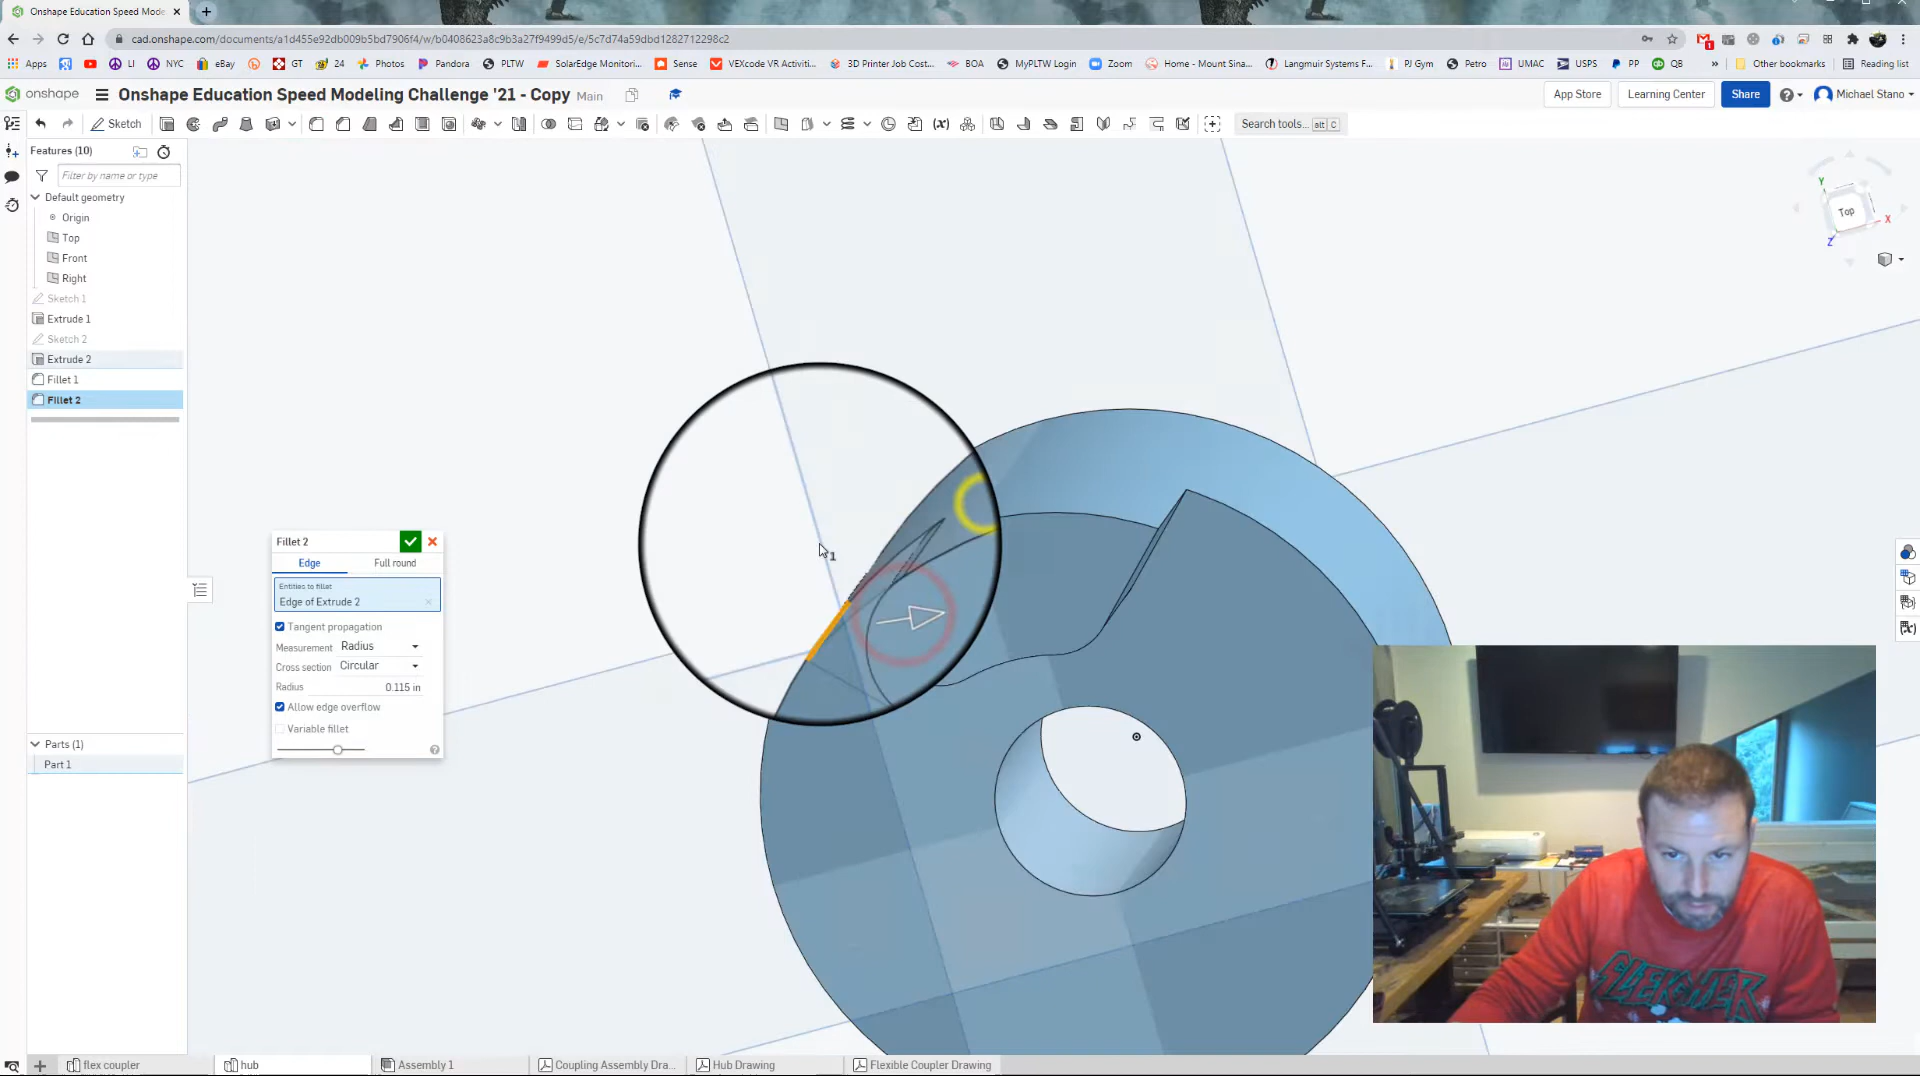 Onshape Education Speed Mode
cad.onshape.com/documents/a1d455e92db009b5bd7906f4/w/b0408623a8c9b3a27f9499d5/e/5c7d74a59dbd1282712298c2
1
Apps
LI
NYC
eBay
GT
24
Photos
Pandora
PLTW
SolarEdge Monitori...
Sense
VEXcode VR Activiti...
3D Printer Job Cost...
BOA
MyPLTW Login
Zoom
Home - Mount Sina...
Langmuir Systems F...
PJ Gym
Petro
UMAC
USPS
PP
QB
»
Other bookmarks
Reading list
onshape
Onshape Education Speed Modeling Challenge '21 - Copy Main
App Store
Learning Center
Share
Michael Stano
Sketch
Search tools... alt C
Features (10)
Filter by name or type
Default geometry
Origin
Top
Front
Right
Sketch 1
Extrude 1
Sketch 2
Extrude 2
Fillet 1
Fillet 2
Parts (1)
Part 1
Fillet 2
Edge Full round
Entities to fillet
Edge of Extrude 2
Tangent propagation
Measurement Radius
Cross section Circular
Radius 0.115 in
Allow edge overflow
Variable fillet
1
Y
Top
X
Z
flex coupler
hub
Assembly 1
Coupling Assembly Dra...
Hub Drawing
Flexible Coupler Drawing